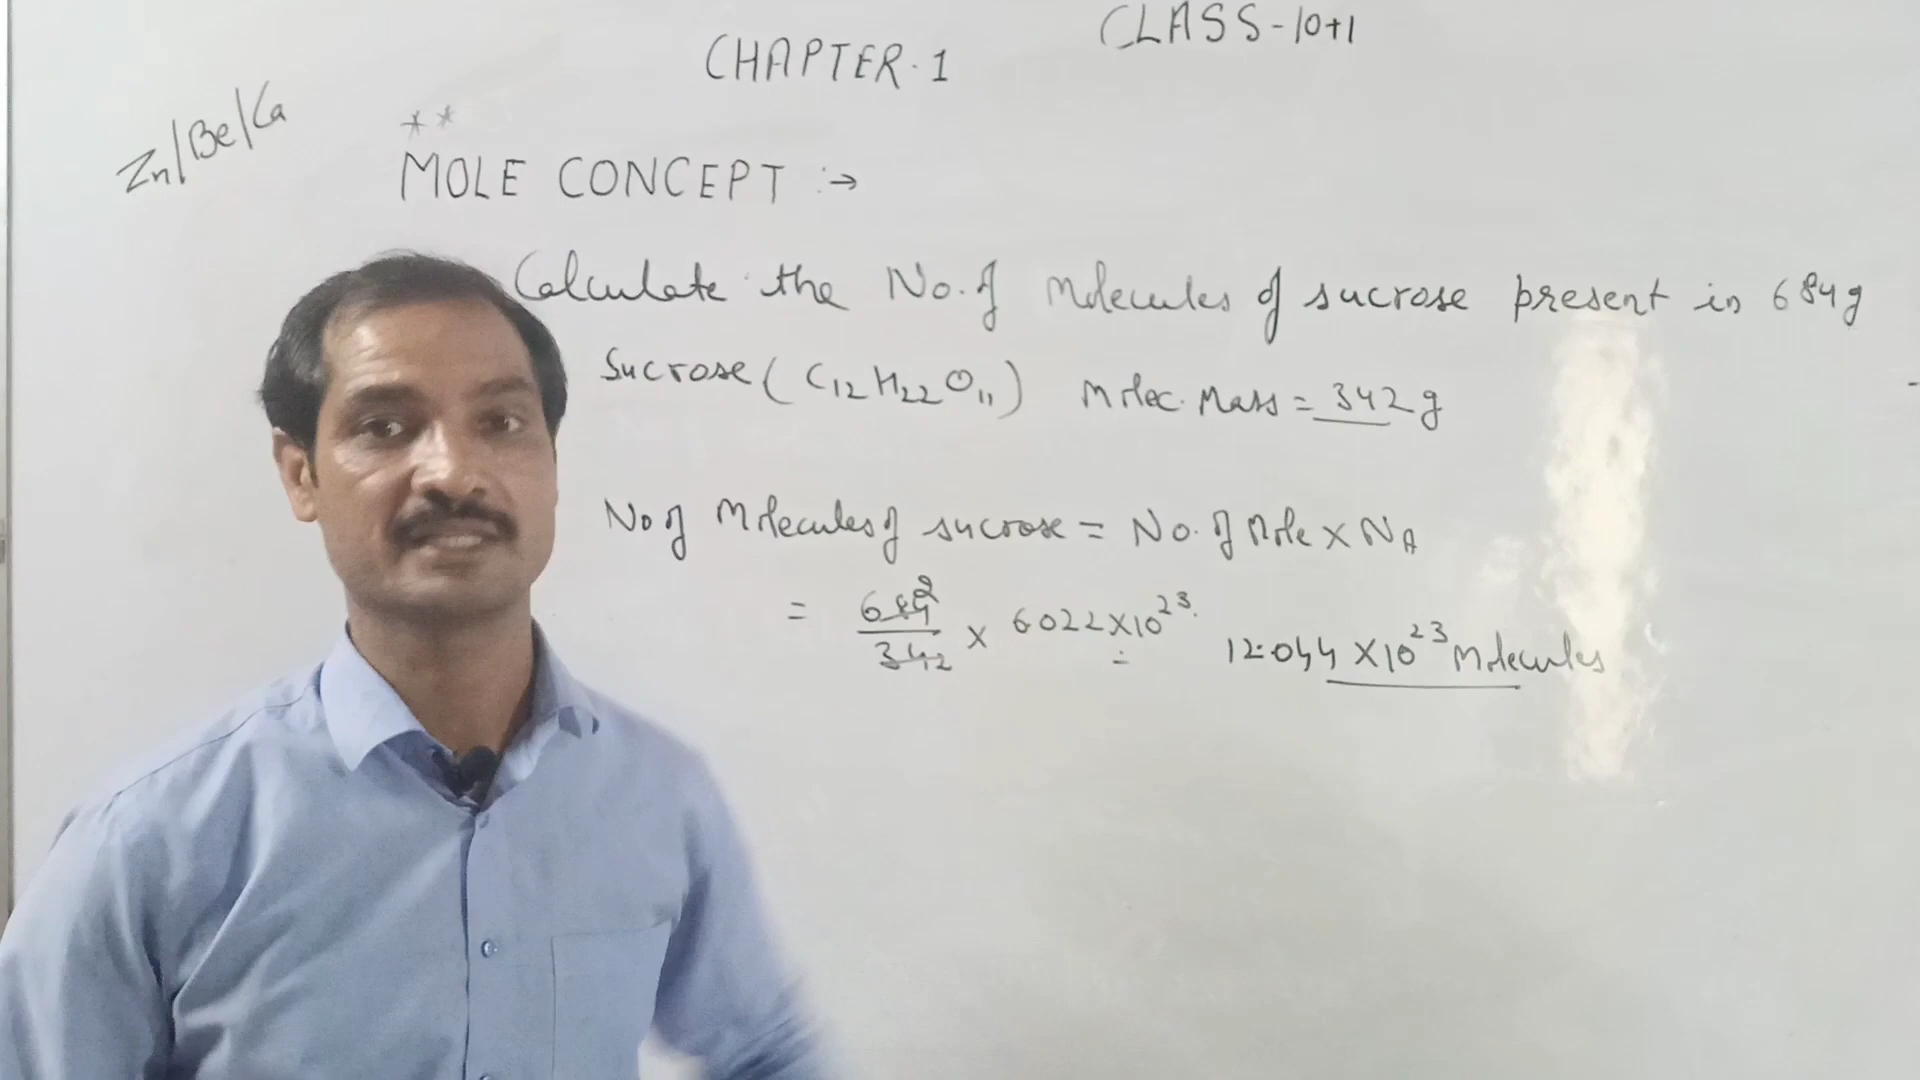 CLASS-10+1
CHAPTER.1
Zn/Be/Ca
**
MOLE CONCEPT :→
Calculate the No. of Molecules of sucrose present in 684g
Sucrose (C12H22O11) Molec. Mass = 342g
No of Molecules of sucrose = No. of Mole × NA
= 684/342 2 × 6022×10^23
= 12.044 ×10^23 Molecules